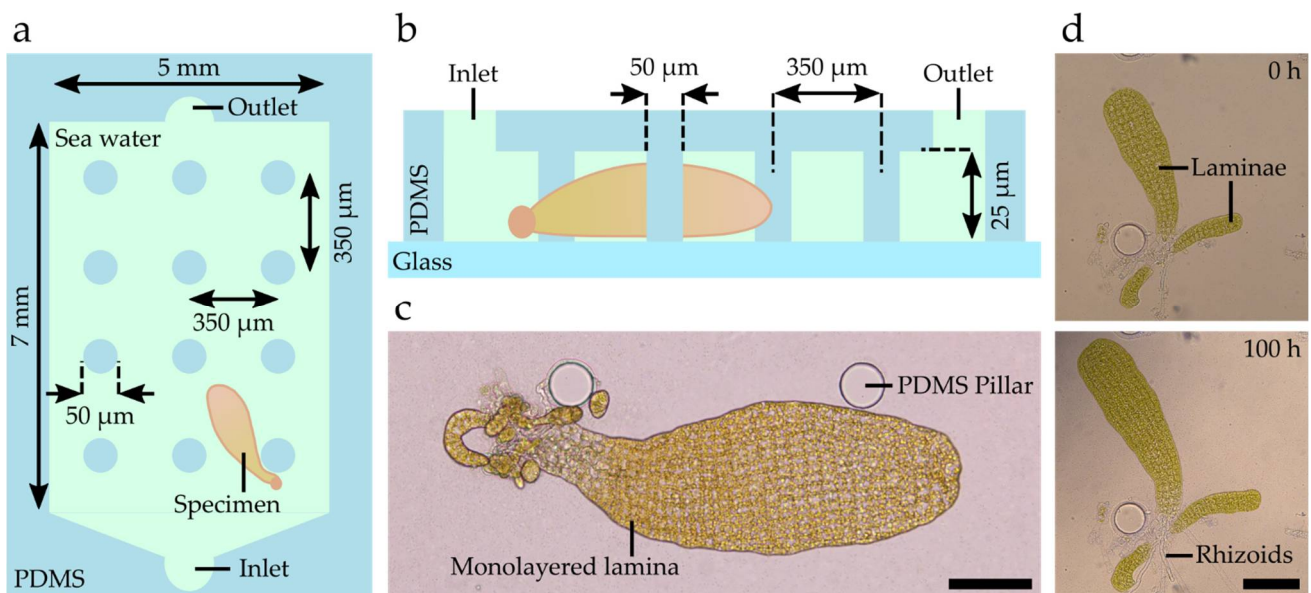 a
5 mm
Outlet
Sea water
350 µm
350 µm
7 mm
50 µm
Specimen
Inlet
PDMS
b
Inlet
50 µm
350 µm
Outlet
PDMS
25 µm
Glass
c
PDMS Pillar
Monolayered lamina
d
0 h
Laminae
100 h
Rhizoids